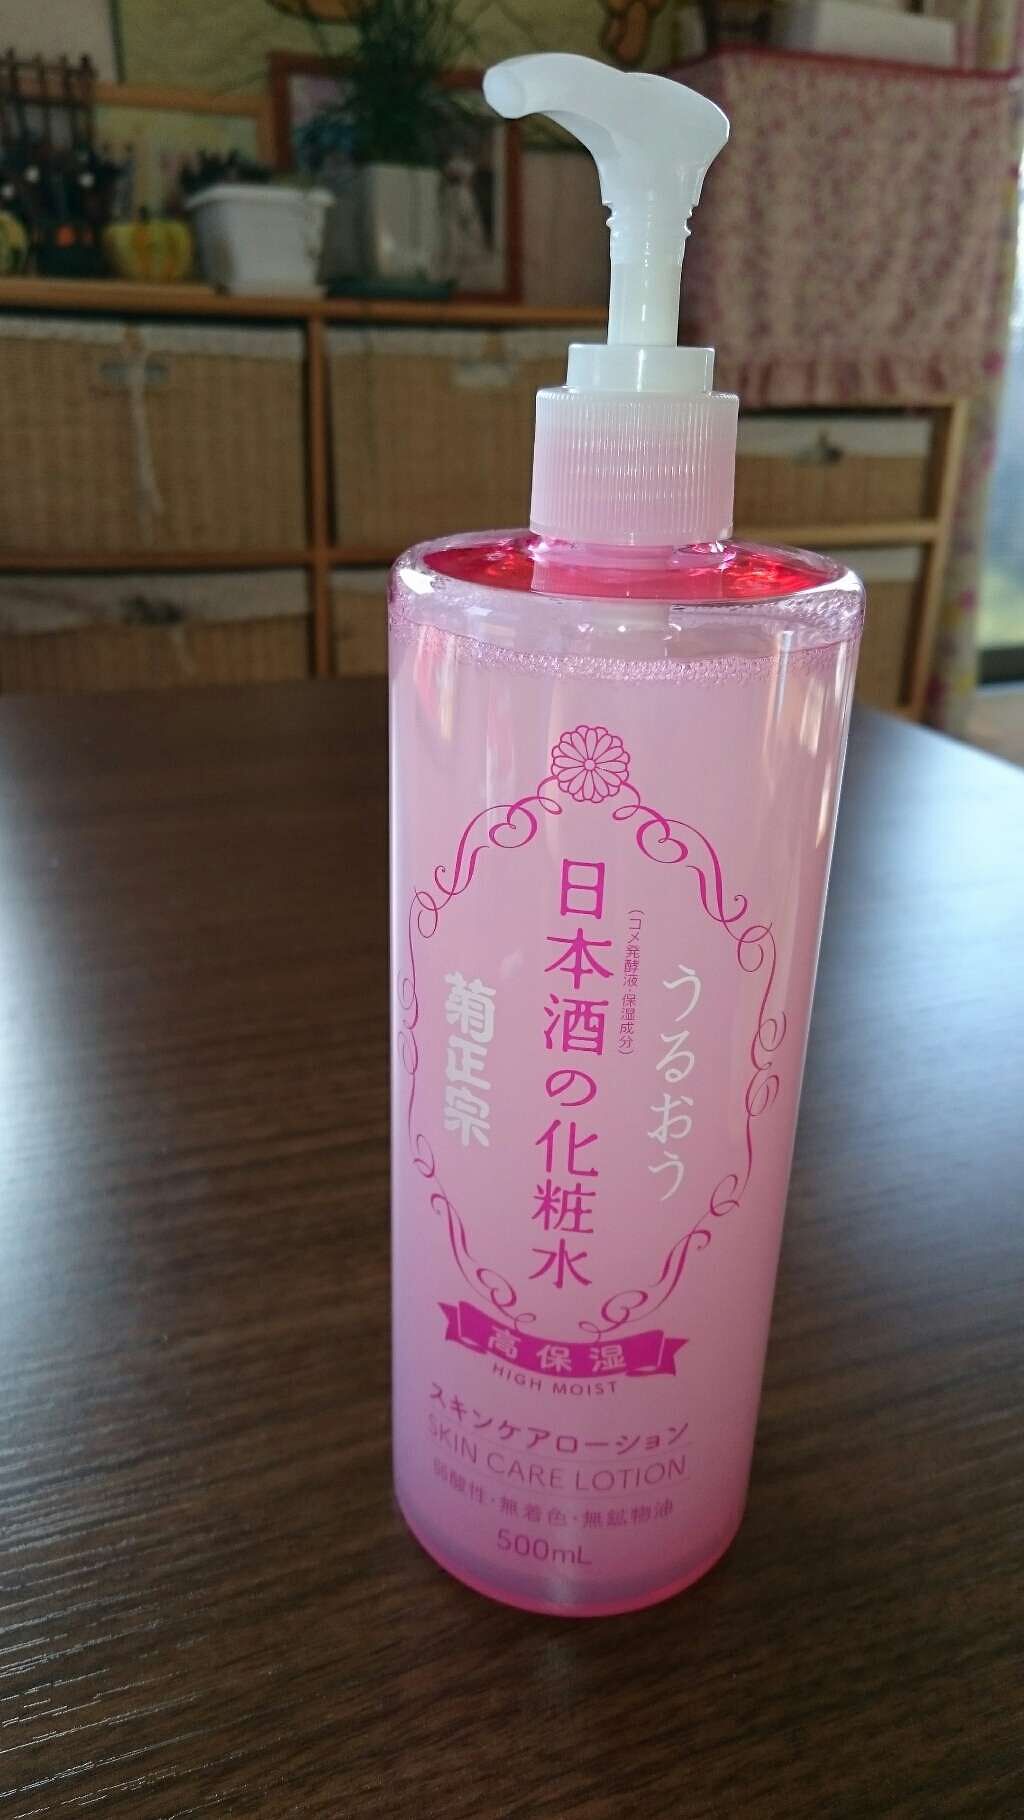 うるおう
(コメ発酵液・保湿成分)
日本酒の化粧水
菊正宗
高保湿
HIGH MOIST
スキンケアローション
SKIN CARE LOTION
弱酸性・無着色・無鉱物油
500mL